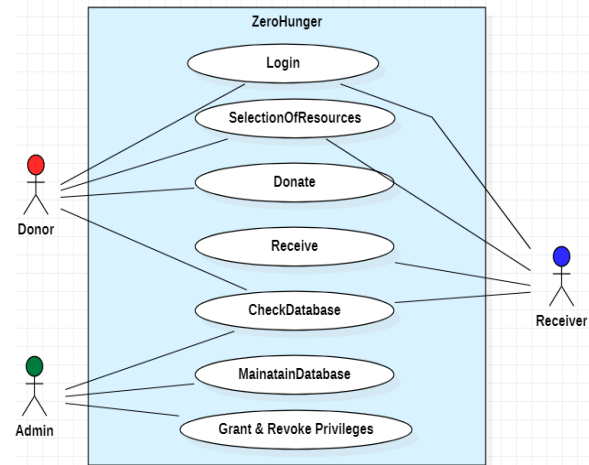 ZeroHunger
Login
SelectionOfResources
Donate
Donor
Receive
Receiver
CheckDatabase
MainatainDatabase
Admin
Grant & Revoke Privileges